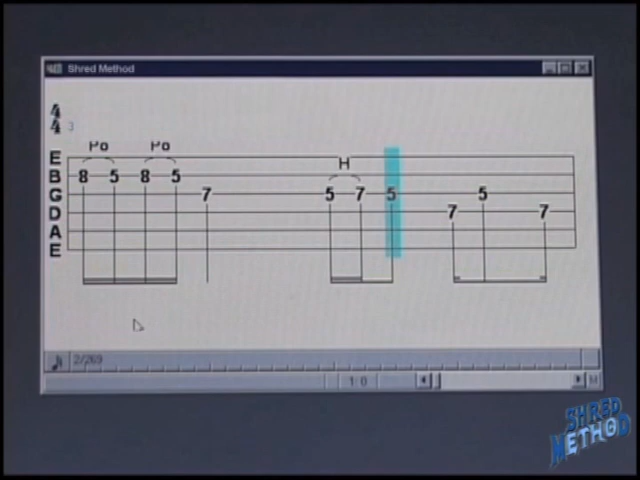 Shred Method
4
4 3
Po Po
H
E
B 8 5 8 5
G 7 5 7 5 5
D 7 7
A
E
2/269
1: 0
SHRED
METHOD